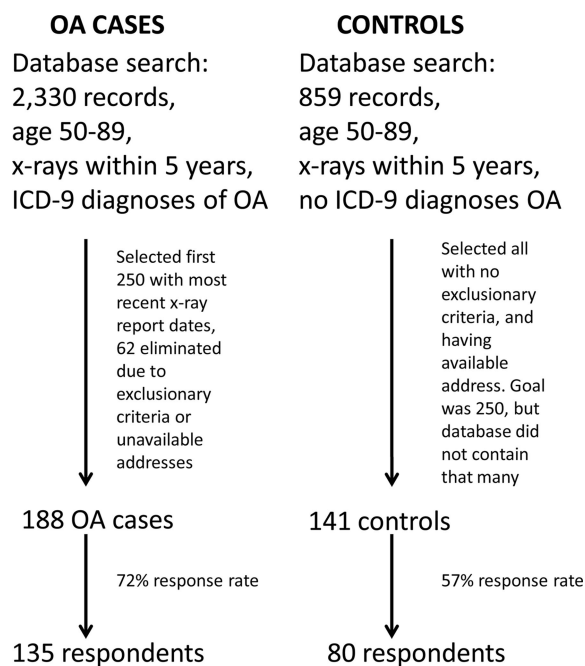 OA CASES
Database search:
2,330 records,
age 50-89,
x-rays within 5 years,
ICD-9 diagnoses of OA
Selected first
250 with most
recent x-ray
report dates,
62 eliminated
due to
exclusionary
criteria or
unavailable
addresses
188 OA cases
72% response rate
135 respondents
CONTROLS
Database search:
859 records,
age 50-89,
x-rays within 5 years,
no ICD-9 diagnoses OA
Selected all
with no
exclusionary
criteria, and
having
available
address. Goal
was 250, but
database did
not contain
that many
141 controls
57% response rate
80 respondents